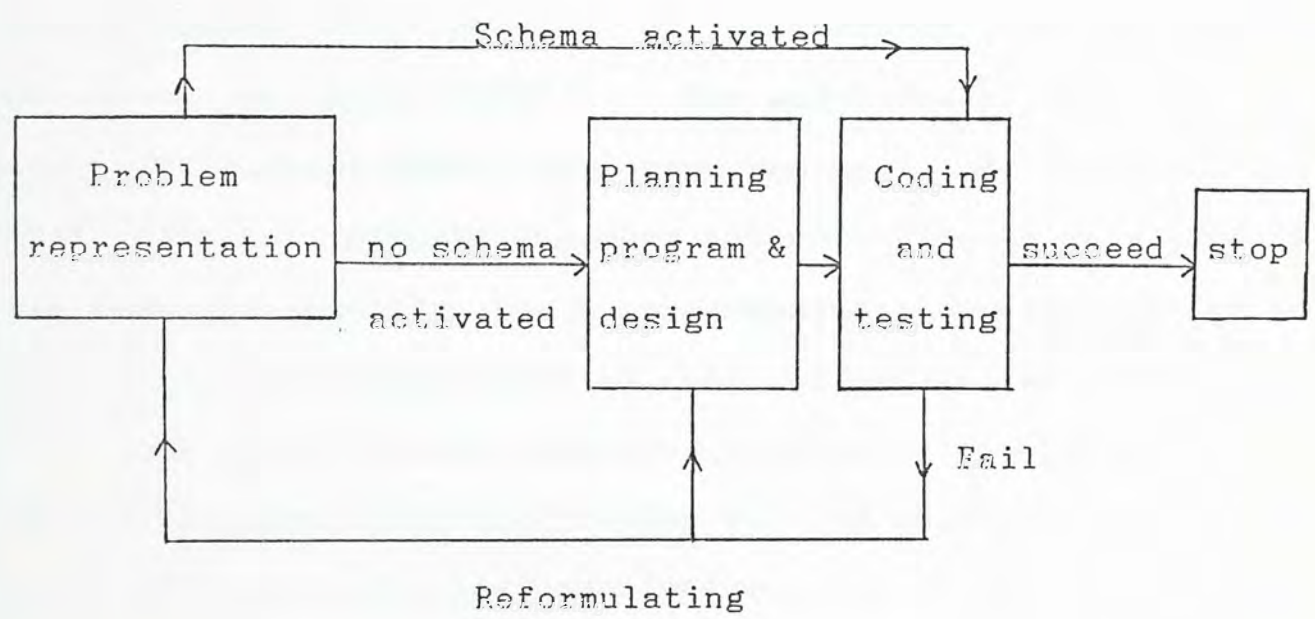 Schema activated
Problem
representation
no schema
activated
Planning
program &
design
Coding
and
testing
succeed
stop
Fail
Reformulating